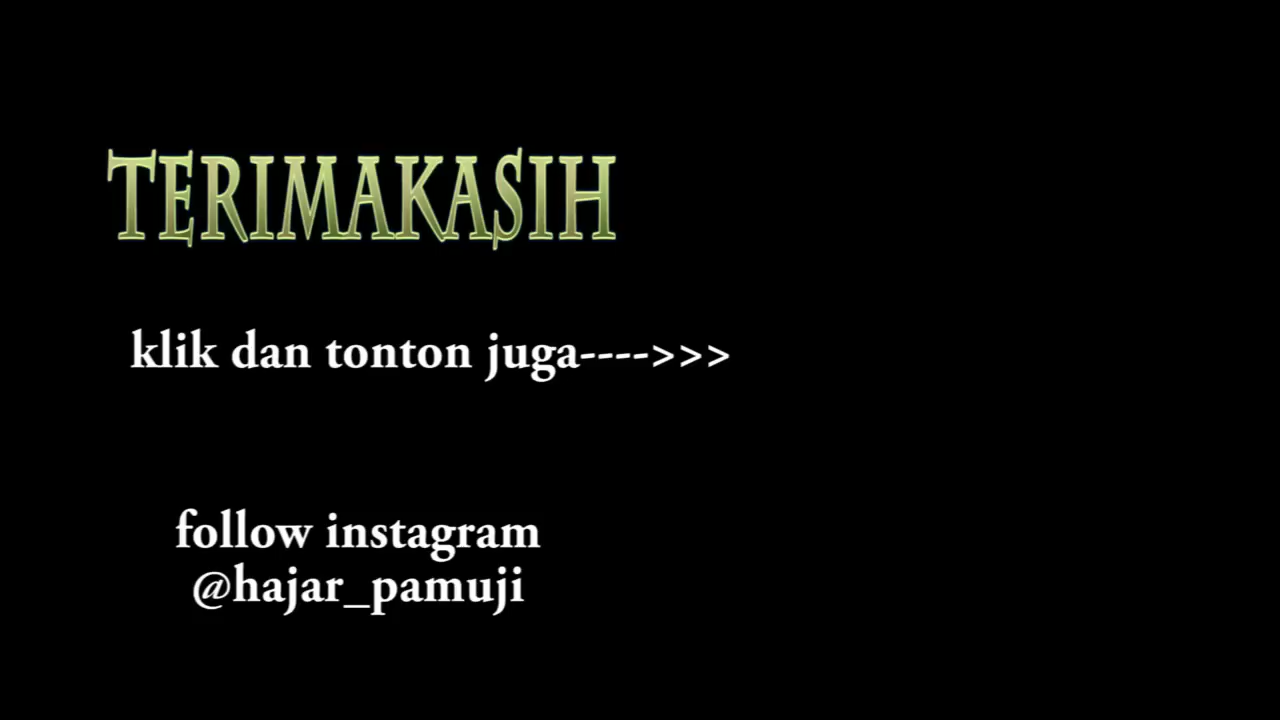 TERIMAKASIH
klik dan tonton juga---->>>
follow instagram
@hajar_pamuji